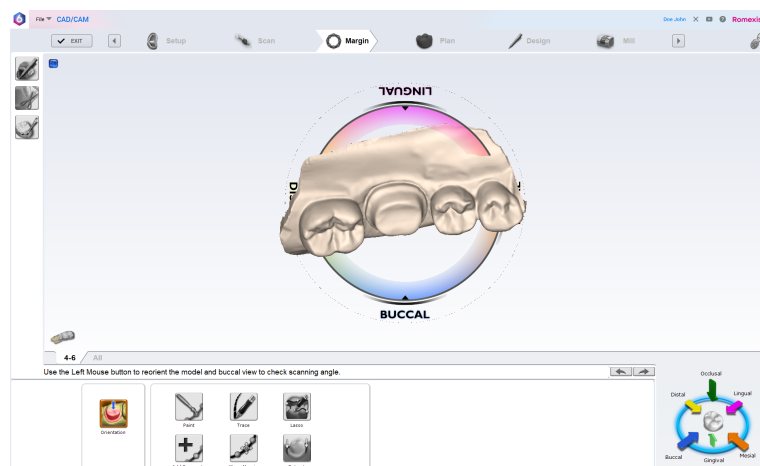 File CAD/CAM Doe John Romexis
EXIT Setup Scan Margin Plan Design Mill
LINGUAL
BUCCAL
4-6 All
Use the Left Mouse button to reorient the model and buccal view to check scanning angle.
Occlusal
Distal Lingual
Orientation Paint Trace Lasso
Buccal Gingival Mesial